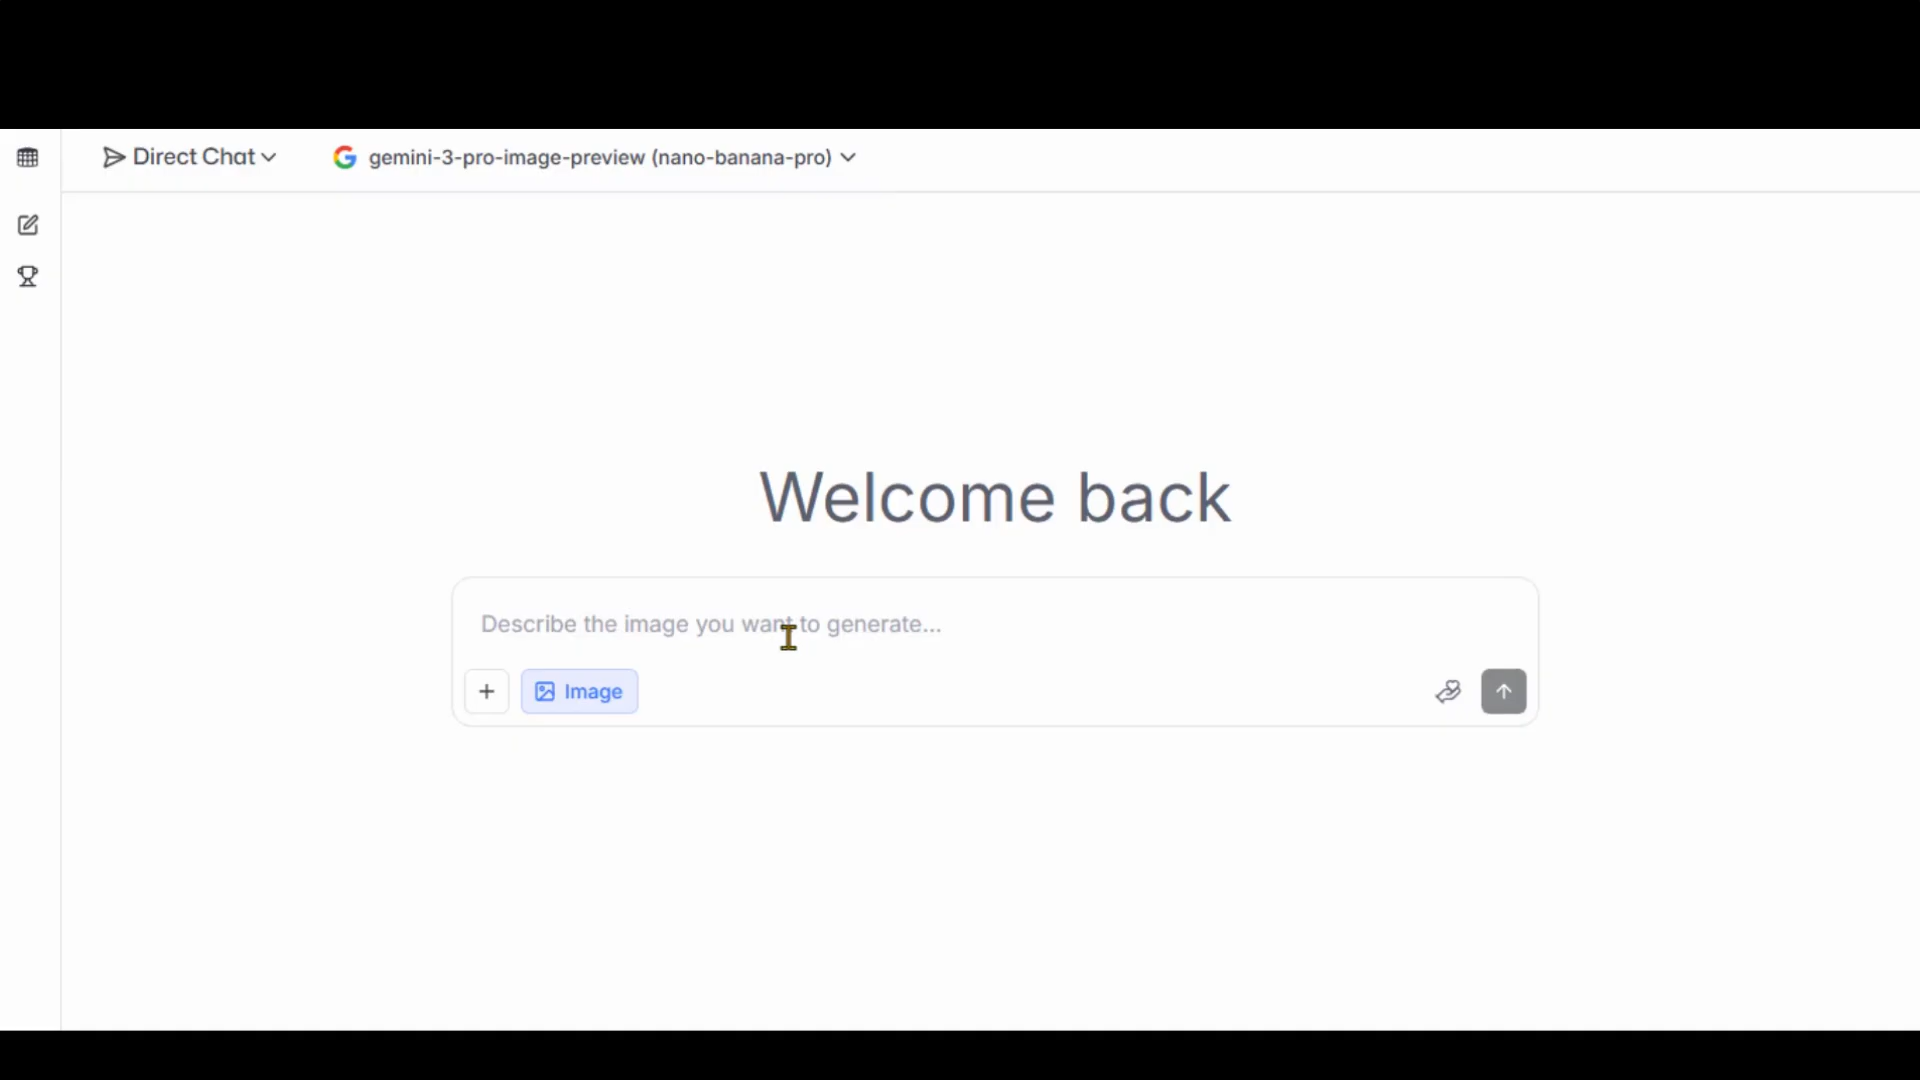 Direct Chat
gemini-3-pro-image-preview (nano-banana-pro)
Welcome back
Describe the image you want to generate...
Image